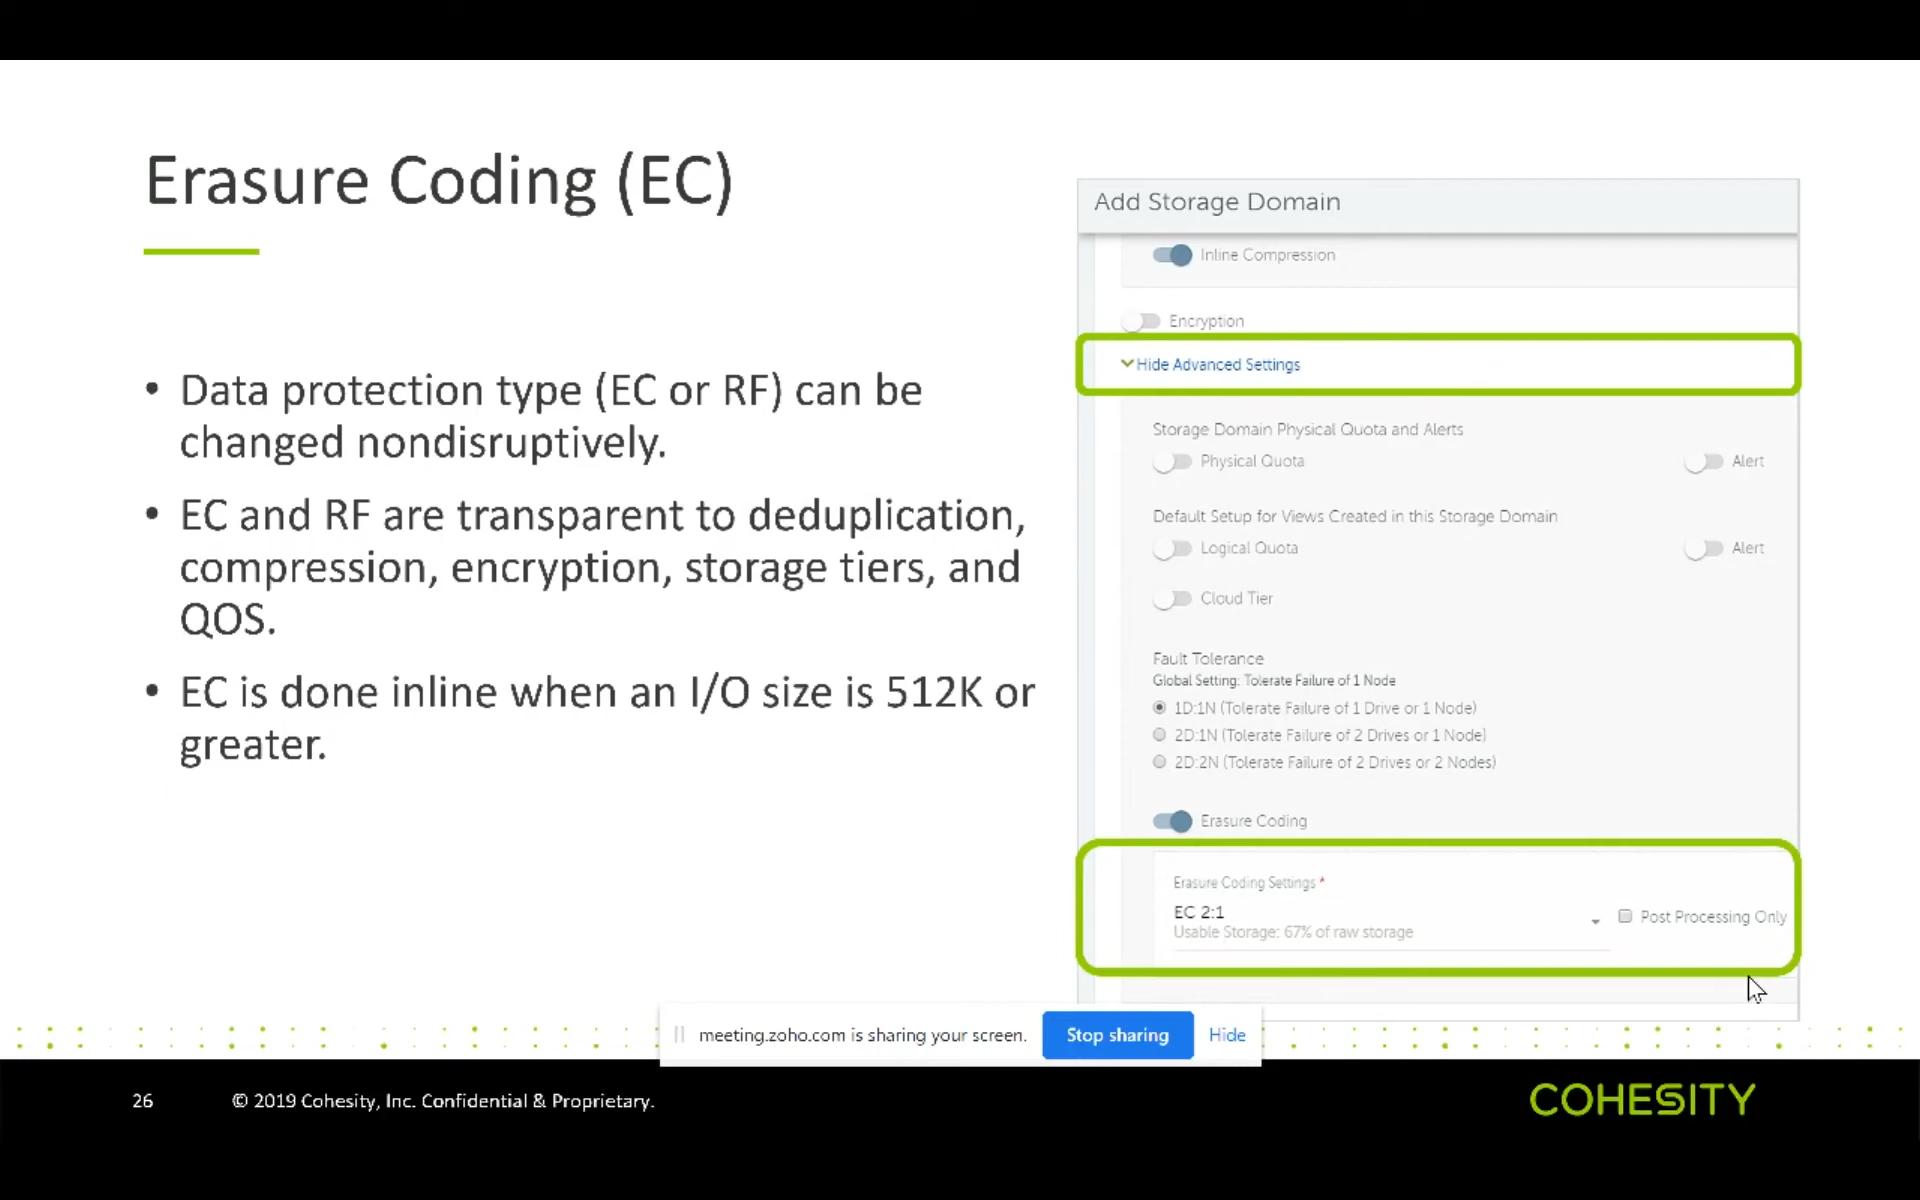 Erasure Coding (EC)
• Data protection type (EC or RF) can be
changed nondisruptively.
• EC and RF are transparent to deduplication,
compression, encryption, storage tiers, and
QOS.
• EC is done inline when an I/O size is 512K or
greater.
Add Storage Domain
Inline Compression
Encryption
Hide Advanced Settings
Storage Domain Physical Quota and Alerts
Physical Quota Alert
Default Setup for Views Created in this Storage Domain
Logical Quota Alert
Cloud Tier
Fault Tolerance
Global Setting: Tolerate Failure of 1 Node
1D:1N (Tolerate Failure of 1 Drive or 1 Node)
2D:1N (Tolerate Failure of 2 Drives or 1 Node)
2D:2N (Tolerate Failure of 2 Drives or 2 Nodes)
Erasure Coding
Erasure Coding Settings *
EC 2:1
Usable Storage: 67% of raw storage
Post Processing Only
meeting.zoho.com is sharing your screen. Stop sharing Hide
26 © 2019 Cohesity, Inc. Confidential & Proprietary.
COHESITY